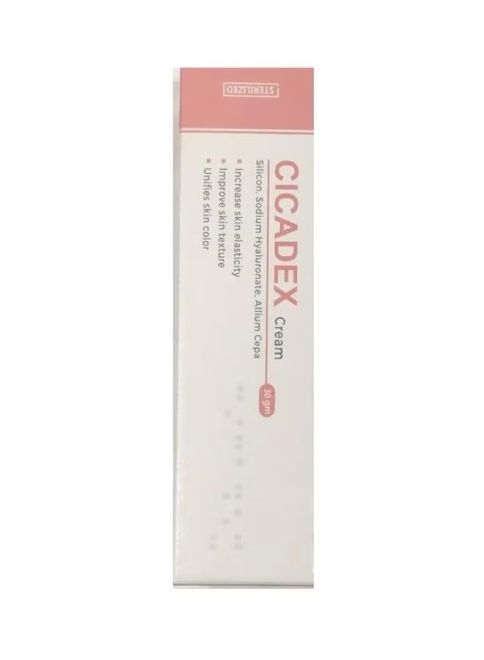 STERILIZED
CICADEX Cream
30 gm
Silicon, Sodium Hyaluronate, Allium Cepa
Increase skin elasticity
Improve skin texture
Unifies skin color